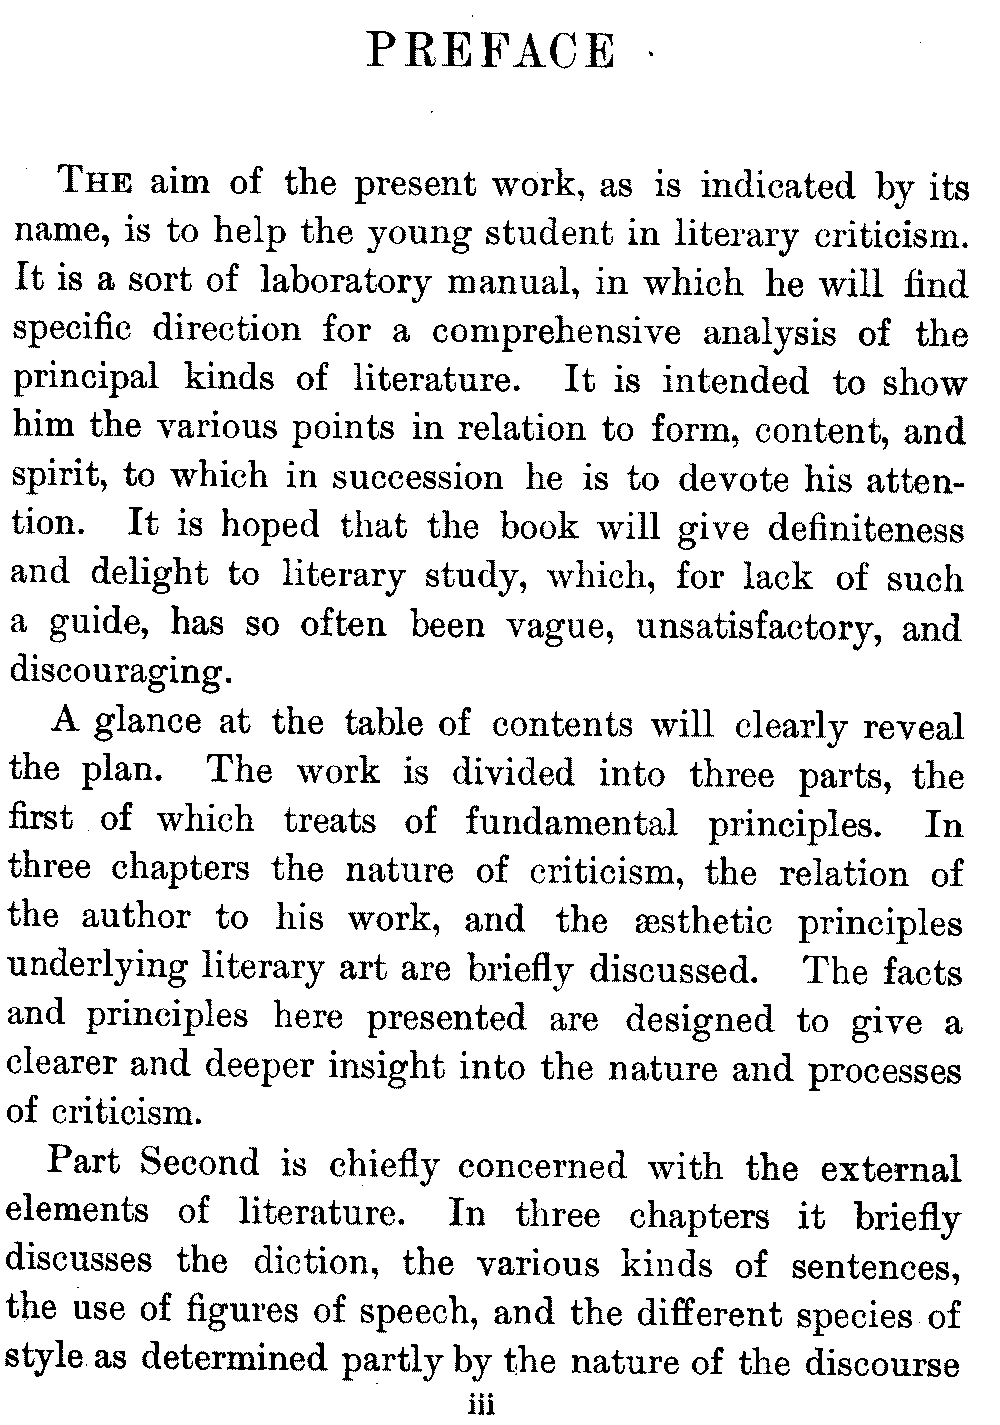 PREFACE
THE aim of the present work, as is indicated by its
name, is to help the young student in literary criticism.
It is a sort of laboratory manual, in which he will find
specific direction for a comprehensive analysis of the
principal kinds of literature. It is intended to show
him the various points in relation to form, content, and
spirit, to which in succession he is to devote his atten-
tion. It is hoped that the book will give definiteness
and delight to literary study, which, for lack of such
a guide, has so often been vague, unsatisfactory, and
discouraging.
A glance at the table of contents will clearly reveal
the plan. The work is divided into three parts, the
first of which treats of fundamental principles. In
three chapters the nature of criticism, the relation of
the author to his work, and the æsthetic principles
underlying literary art are briefly discussed. The facts
and principles here presented are designed to give a
clearer and deeper insight into the nature and processes
of criticism.
Part Second is chiefly concerned with the external
elements of literature. In three chapters it briefly
discusses the diction, the various kinds of sentences,
the use of figures of speech, and the different species of
style as determined partly by the nature of the discourse
iii